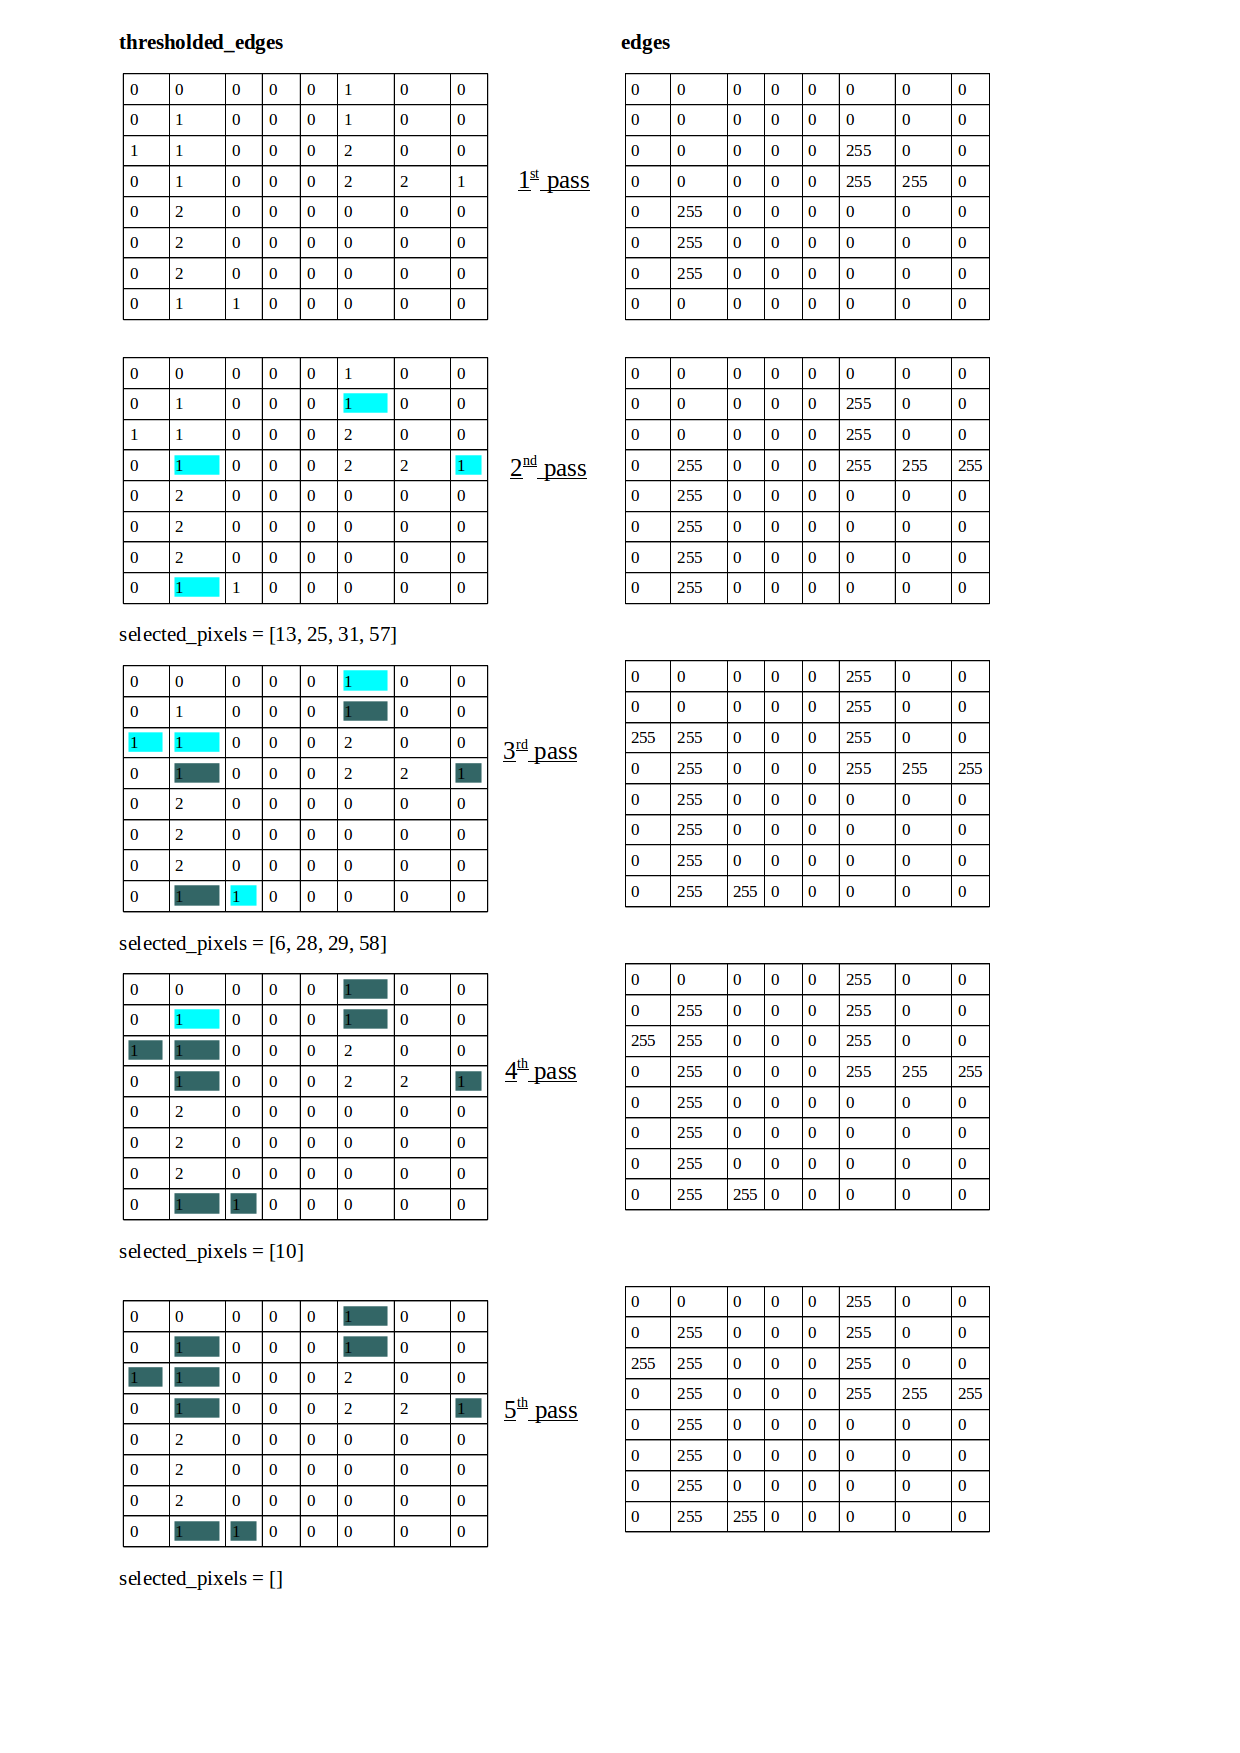 thresholded_edges edges
0 0 0 0 0 1 0 0 0 0 0 0 0 0 0 0
0 1 0 0 0 1 0 0 0 0 0 0 0 0 0 0
1 1 0 0 0 2 0 0 0 0 0 0 0 255 0 0
0 1 0 0 0 2 2 1 1st pass 0 0 0 0 0 255 255 0
0 2 0 0 0 0 0 0 0 255 0 0 0 0 0 0
0 2 0 0 0 0 0 0 0 255 0 0 0 0 0 0
0 2 0 0 0 0 0 0 0 255 0 0 0 0 0 0
0 1 1 0 0 0 0 0 0 0 0 0 0 0 0 0
0 0 0 0 0 1 0 0 0 0 0 0 0 0 0 0
0 1 0 0 0 1 0 0 0 0 0 0 0 255 0 0
1 1 0 0 0 2 0 0 0 0 0 0 0 255 0 0
0 1 0 0 0 2 2 1 2nd pass 0 255 0 0 0 255 255 255
0 2 0 0 0 0 0 0 0 255 0 0 0 0 0 0
0 2 0 0 0 0 0 0 0 255 0 0 0 0 0 0
0 2 0 0 0 0 0 0 0 255 0 0 0 0 0 0
0 1 1 0 0 0 0 0 0 255 0 0 0 0 0 0
selected_pixels = [13, 25, 31, 57]
0 0 0 0 0 1 0 0 0 0 0 0 0 255 0 0
0 1 0 0 0 1 0 0 0 0 0 0 0 255 0 0
1 1 0 0 0 2 0 0 3rd pass 255 255 0 0 0 255 0 0
0 1 0 0 0 2 2 1 0 255 0 0 0 255 255 255
0 2 0 0 0 0 0 0 0 255 0 0 0 0 0 0
0 2 0 0 0 0 0 0 0 255 0 0 0 0 0 0
0 2 0 0 0 0 0 0 0 255 0 0 0 0 0 0
0 1 1 0 0 0 0 0 0 255 255 0 0 0 0 0
selected_pixels = [6, 28, 29, 58]
0 0 0 0 0 1 0 0 0 0 0 0 0 255 0 0
0 1 0 0 0 1 0 0 0 255 0 0 0 255 0 0
1 1 0 0 0 2 0 0 255 255 0 0 0 255 0 0
0 1 0 0 0 2 2 1 4th pass 0 255 0 0 0 255 255 255
0 2 0 0 0 0 0 0 0 255 0 0 0 0 0 0
0 2 0 0 0 0 0 0 0 255 0 0 0 0 0 0
0 2 0 0 0 0 0 0 0 255 0 0 0 0 0 0
0 1 1 0 0 0 0 0 0 255 255 0 0 0 0 0
selected_pixels = [10]
0 0 0 0 0 1 0 0 0 0 0 0 0 255 0 0
0 1 0 0 0 1 0 0 0 255 0 0 0 255 0 0
1 1 0 0 0 2 0 0 255 255 0 0 0 255 0 0
0 1 0 0 0 2 2 1 5th pass 0 255 0 0 0 255 255 255
0 2 0 0 0 0 0 0 0 255 0 0 0 0 0 0
0 2 0 0 0 0 0 0 0 255 0 0 0 0 0 0
0 2 0 0 0 0 0 0 0 255 0 0 0 0 0 0
0 1 1 0 0 0 0 0 0 255 255 0 0 0 0 0
selected_pixels = []